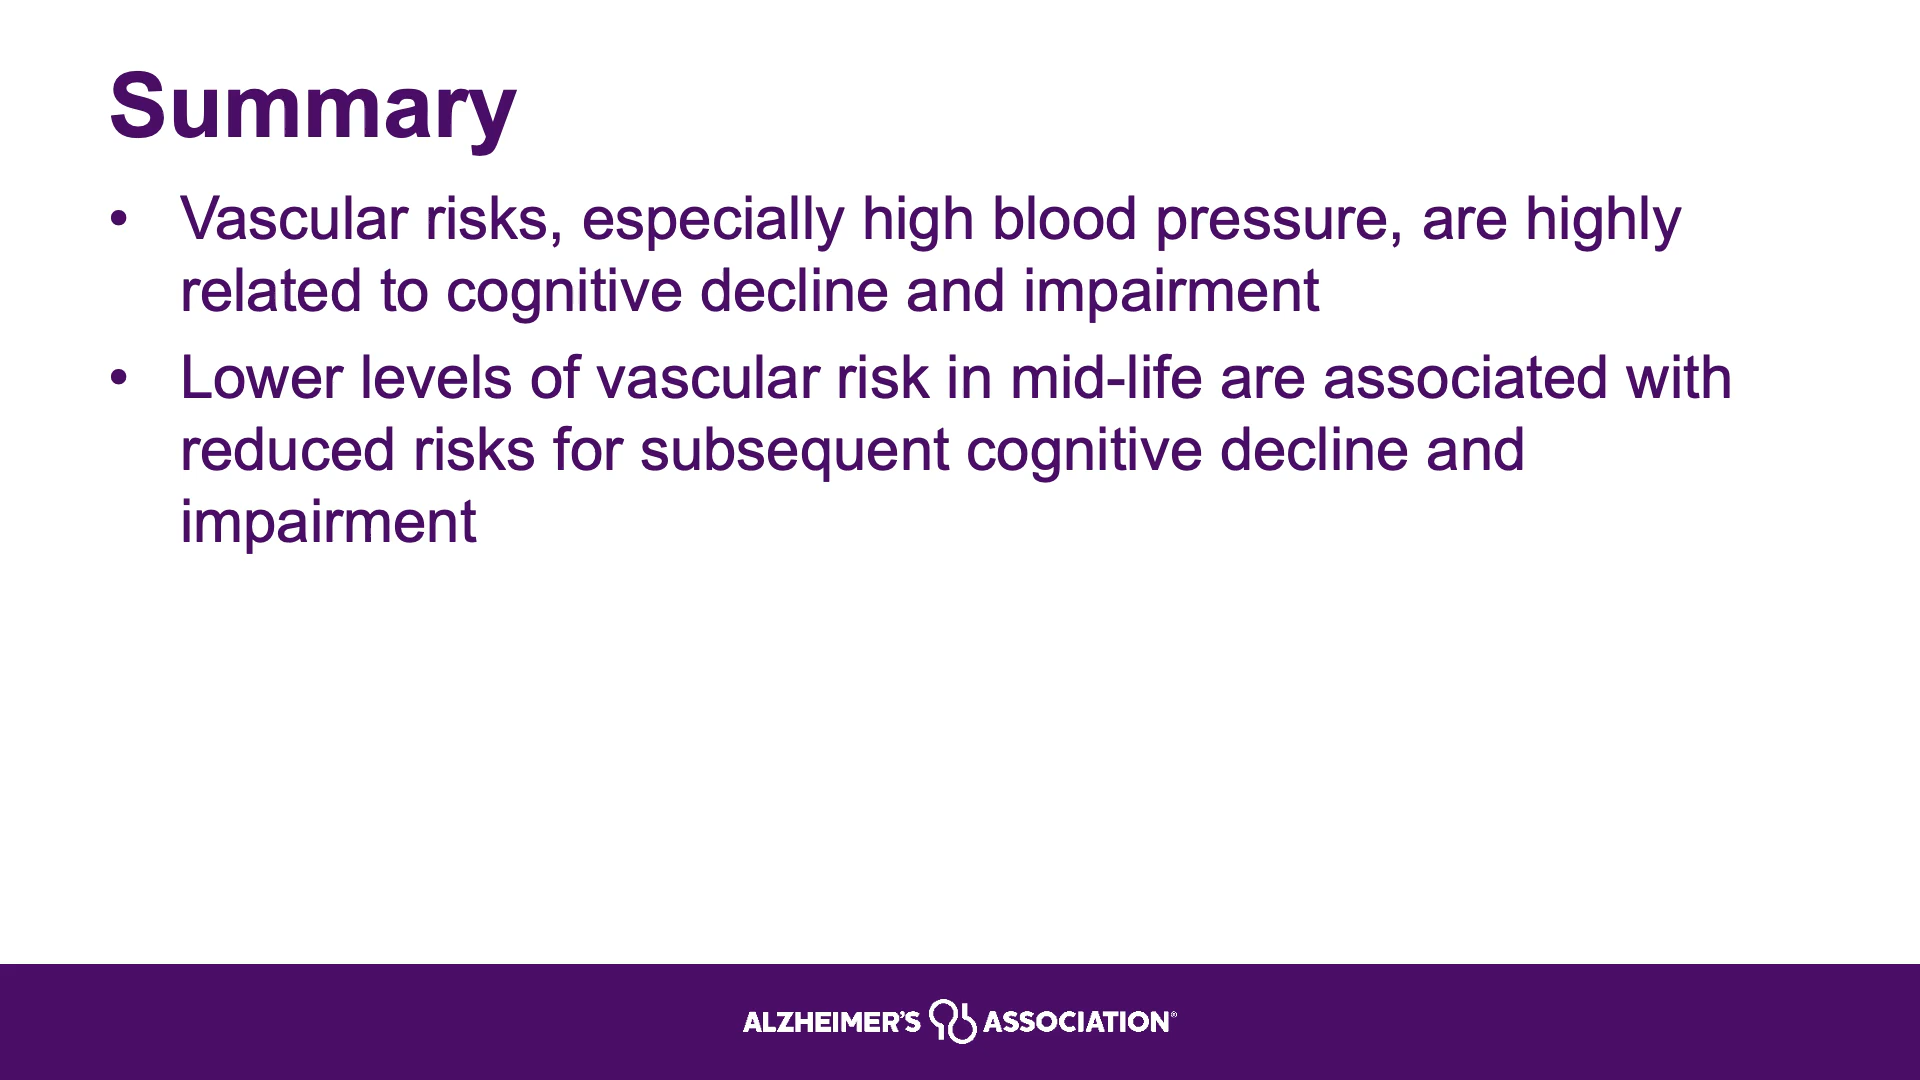 Summary
• Vascular risks, especially high blood pressure, are highly
related to cognitive decline and impairment
• Lower levels of vascular risk in mid-life are associated with
reduced risks for subsequent cognitive decline and
impairment
ALZHEIMER'S ASSOCIATION®